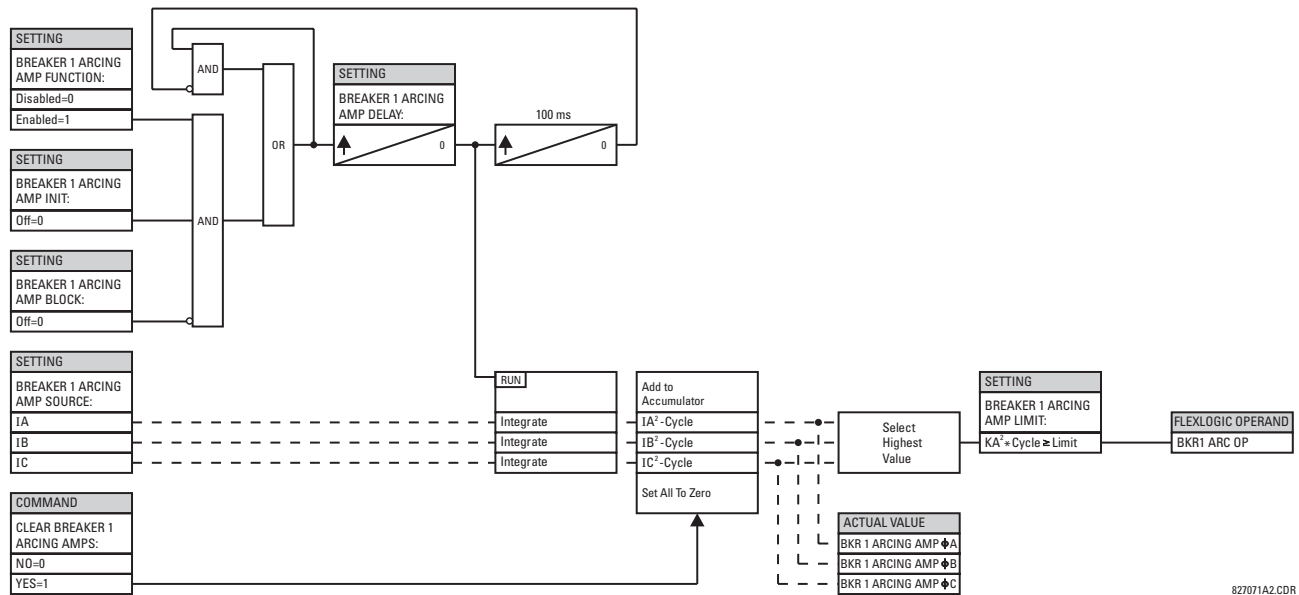 SETTING
BREAKER 1 ARCING
AMP FUNCTION:
Disabled=0
Enabled=1
SETTING
BREAKER 1 ARCING
AMP INIT:
Off=0
SETTING
BREAKER 1 ARCING
AMP BLOCK:
Off=0
SETTING
BREAKER 1 ARCING
AMP SOURCE:
IA
IB
IC
COMMAND
CLEAR BREAKER 1
ARCING AMPS:
NO=0
YES=1
AND
AND
OR
SETTING
BREAKER 1 ARCING
AMP DELAY:
0
100 ms
0
RUN
Integrate
Integrate
Integrate
Add to
Accumulator
IA²-Cycle
IB²-Cycle
IC²-Cycle
Set All To Zero
Select
Highest
Value
ACTUAL VALUE
BKR 1 ARCING AMP ΦA
BKR 1 ARCING AMP ΦB
BKR 1 ARCING AMP ΦC
SETTING
BREAKER 1 ARCING
AMP LIMIT:
KA²*Cycle ≥ Limit
FLEXLOGIC OPERAND
BKR1 ARC OP
827071A2.CDR